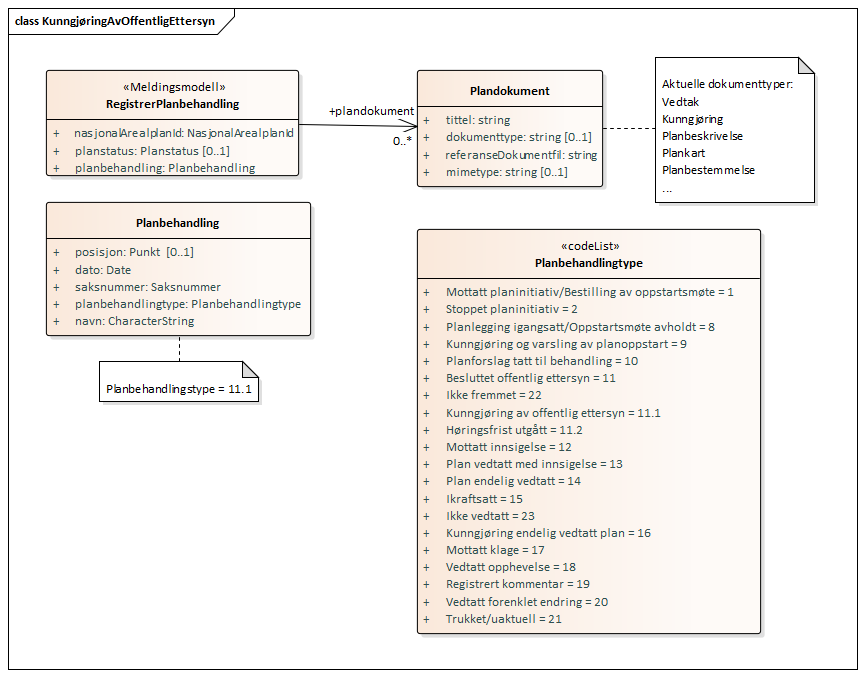 class KunngjøringAvOffentligEttersyn
«Meldingsmodell»
RegistrerPlanbehandling
+ nasjonalArealplanId: NasjonalArealplanId
+ planstatus: Planstatus [0..1]
+ planbehandling: Planbehandling
+plandokument
0..*
Plandokument
+ tittel: string
+ dokumenttype: string [0..1]
+ referanseDokumentfil: string
+ mimetype: string [0..1]
Aktuelle dokumenttyper:
Vedtak
Kunngjøring
Planbeskrivelse
Plankart
Planbestemmelse
...
Planbehandling
+ posisjon: Punkt [0..1]
+ dato: Date
+ saksnummer: Saksnummer
+ planbehandlingtype: Planbehandlingtype
+ navn: CharacterString
Planbehandlingstype = 11.1
«codeList»
Planbehandlingtype
+ Mottatt planinitiativ/Bestilling av oppstartsmøte = 1
+ Stoppet planinitiativ = 2
+ Planlegging igangsatt/Oppstartsmøte avholdt = 8
+ Kunngjøring og varsling av planoppstart = 9
+ Planforslag tatt til behandling = 10
+ Besluttet offentlig ettersyn = 11
+ Ikke fremmet = 22
+ Kunngjøring av offentlig ettersyn = 11.1
+ Høringsfrist utgått = 11.2
+ Mottatt innsigelse = 12
+ Plan vedtatt med innsigelse = 13
+ Plan endelig vedtatt = 14
+ Ikraftsatt = 15
+ Ikke vedtatt = 23
+ Kunngjøring endelig vedtatt plan = 16
+ Mottatt klage = 17
+ Vedtatt opphevelse = 18
+ Registrert kommentar = 19
+ Vedtatt forenklet endring = 20
+ Trukket/uaktuell = 21